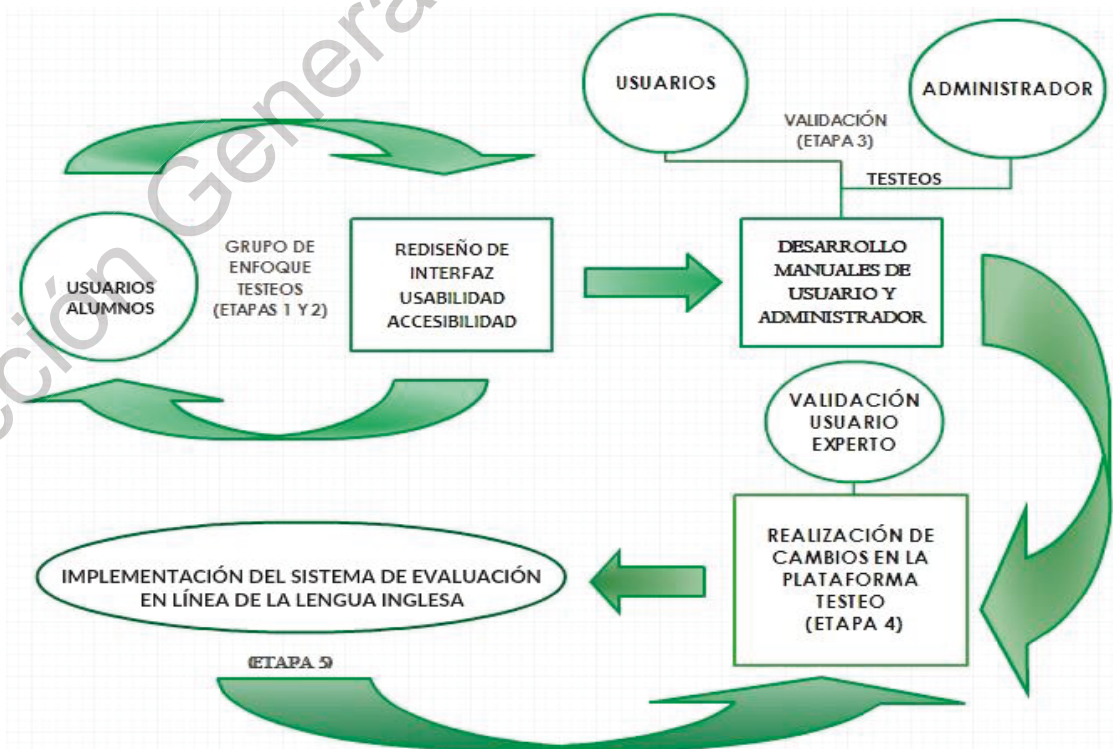 cción General
USUARIOS
ADMINISTRADOR
VALIDACIÓN
(ETAPA 3)
TESTEOS
USUARIOS
ALUMNOS
GRUPO DE
ENFOQUE
TESTEOS
(ETAPAS 1 Y 2)
REDISEÑO DE
INTERFAZ
USABILIDAD
ACCESIBILIDAD
DESARROLLO
MANUALES DE
USUARIO Y
ADMINISTRADOR
VALIDACIÓN
USUARIO
EXPERTO
REALIZACIÓN DE
CAMBIOS EN LA
PLATAFORMA
TESTEO
(ETAPA 4)
IMPLEMENTACIÓN DEL SISTEMA DE EVALUACIÓN
EN LÍNEA DE LA LENGUA INGLESA
(ETAPA 5)